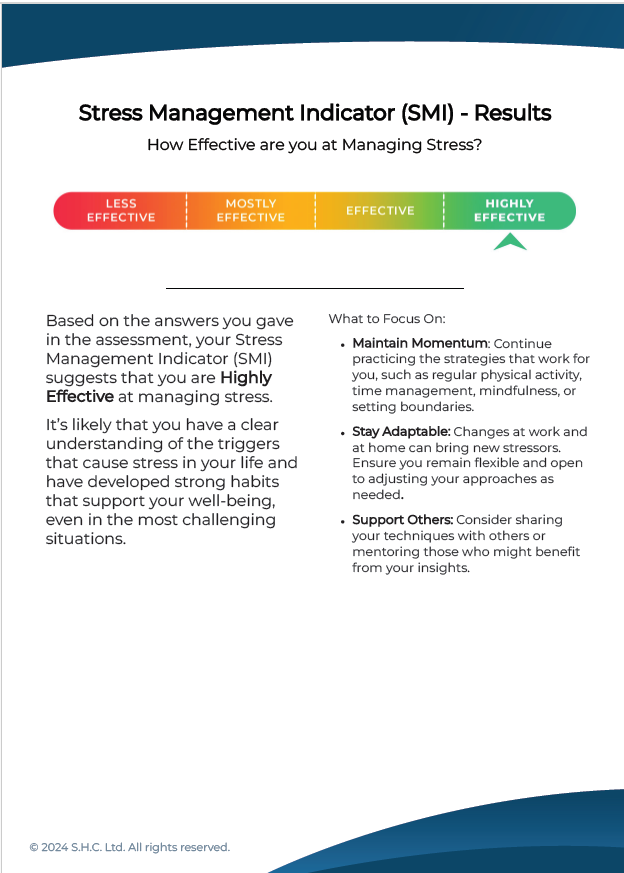 Stress Management Indicator (SMI) - Results
How Effective are you at Managing Stress?
LESS
EFFECTIVE
MOSTLY
EFFECTIVE
EFFECTIVE
HIGHLY
EFFECTIVE
Based on the answers you gave
in the assessment, your Stress
Management Indicator (SMI)
suggests that you are Highly
Effective at managing stress.
It’s likely that you have a clear
understanding of the triggers
that cause stress in your life and
have developed strong habits
that support your well-being,
even in the most challenging
situations.
What to Focus On:
• Maintain Momentum: Continue
practicing the strategies that work for
you, such as regular physical activity,
time management, mindfulness, or
setting boundaries.
• Stay Adaptable: Changes at work and
at home can bring new stressors.
Ensure you remain flexible and open
to adjusting your approaches as
needed.
• Support Others: Consider sharing
your techniques with others or
mentoring those who might benefit
from your insights.
© 2024 S.H.C. Ltd. All rights reserved.